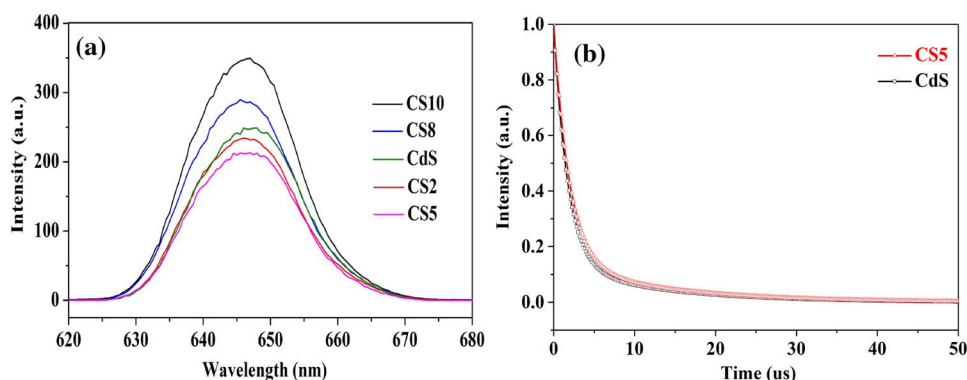 (a)
400
300
200
100
0
Intensity (a.u.)
CS10
CS8
CdS
CS2
CS5
620 630 640 650 660 670 680
Wavelength (nm)
(b)
1.0
0.8
0.6
0.4
0.2
0.0
Intensity (a.u.)
CS5
CdS
0 10 20 30 40 50
Time (us)